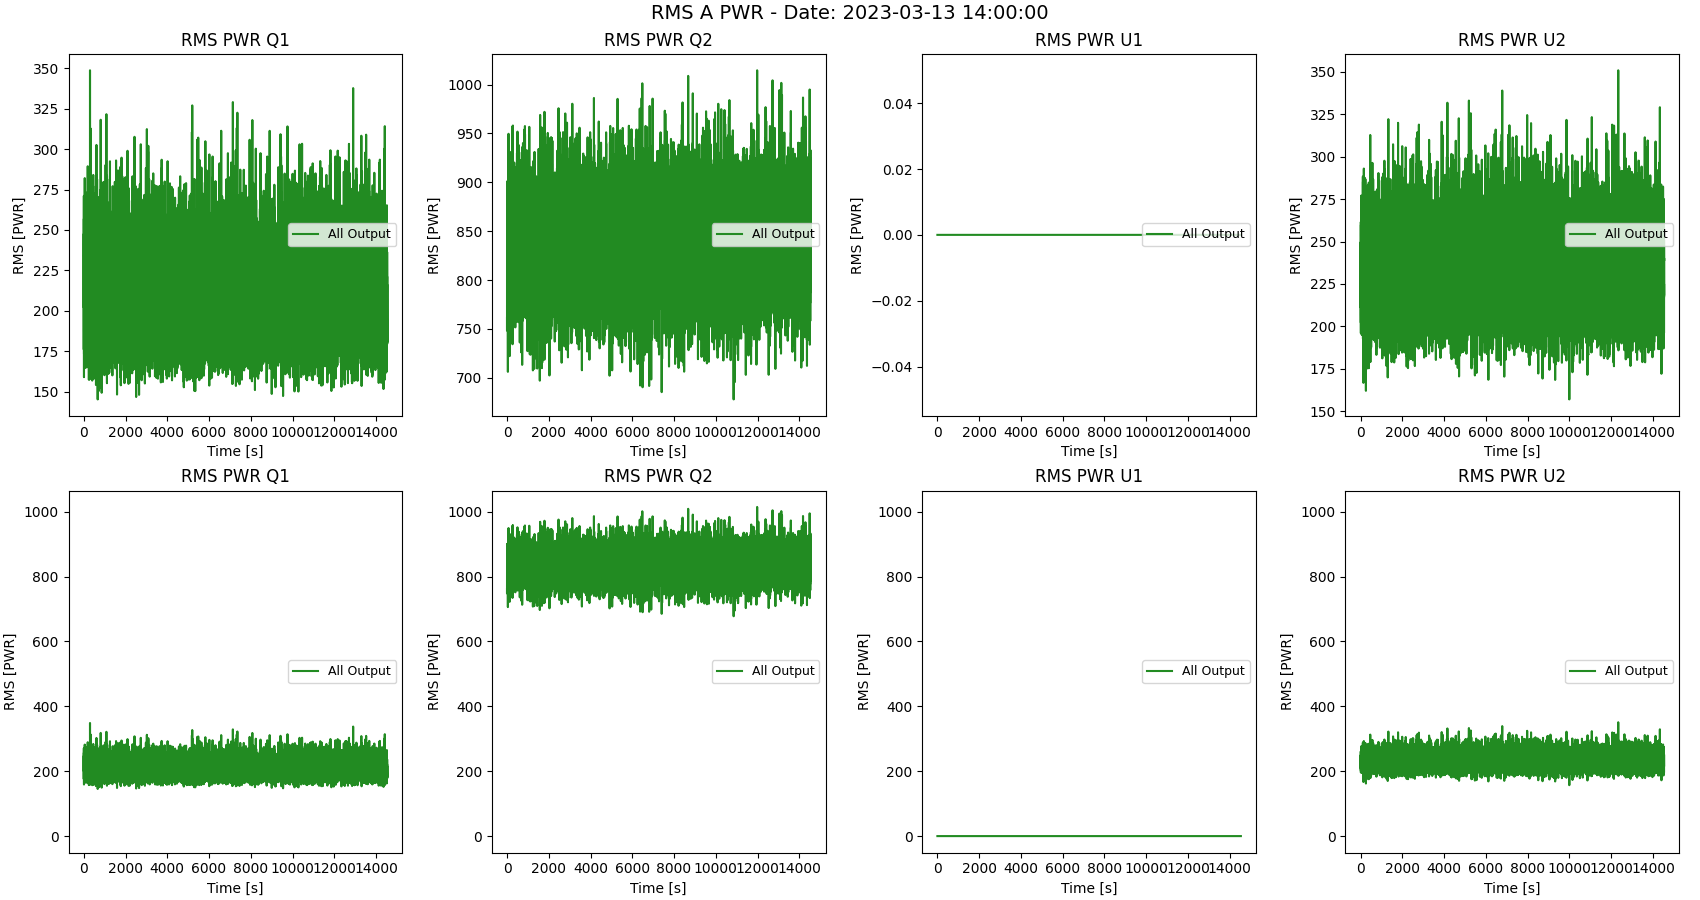 RMS A PWR - Date: 2023-03-13 14:00:00
RMS PWR Q1
RMS [PWR]
350
325
300
275
250
225
200
175
150
All Output
0 2000 4000 6000 8000 10000 12000 14000
Time [s]
RMS PWR Q2
RMS [PWR]
1000
950
900
850
800
750
700
All Output
0 2000 4000 6000 8000 10000 12000 14000
Time [s]
RMS PWR U1
RMS [PWR]
0.04
0.02
0.00
−0.02
−0.04
All Output
0 2000 4000 6000 8000 10000 12000 14000
Time [s]
RMS PWR U2
RMS [PWR]
350
325
300
275
250
225
200
175
150
All Output
0 2000 4000 6000 8000 10000 12000 14000
Time [s]
RMS PWR Q1
RMS [PWR]
1000
800
600
400
200
0
All Output
0 2000 4000 6000 8000 10000 12000 14000
Time [s]
RMS PWR Q2
RMS [PWR]
1000
800
600
400
200
0
All Output
0 2000 4000 6000 8000 10000 12000 14000
Time [s]
RMS PWR U1
RMS [PWR]
1000
800
600
400
200
0
All Output
0 2000 4000 6000 8000 10000 12000 14000
Time [s]
RMS PWR U2
RMS [PWR]
1000
800
600
400
200
0
All Output
0 2000 4000 6000 8000 10000 12000 14000
Time [s]